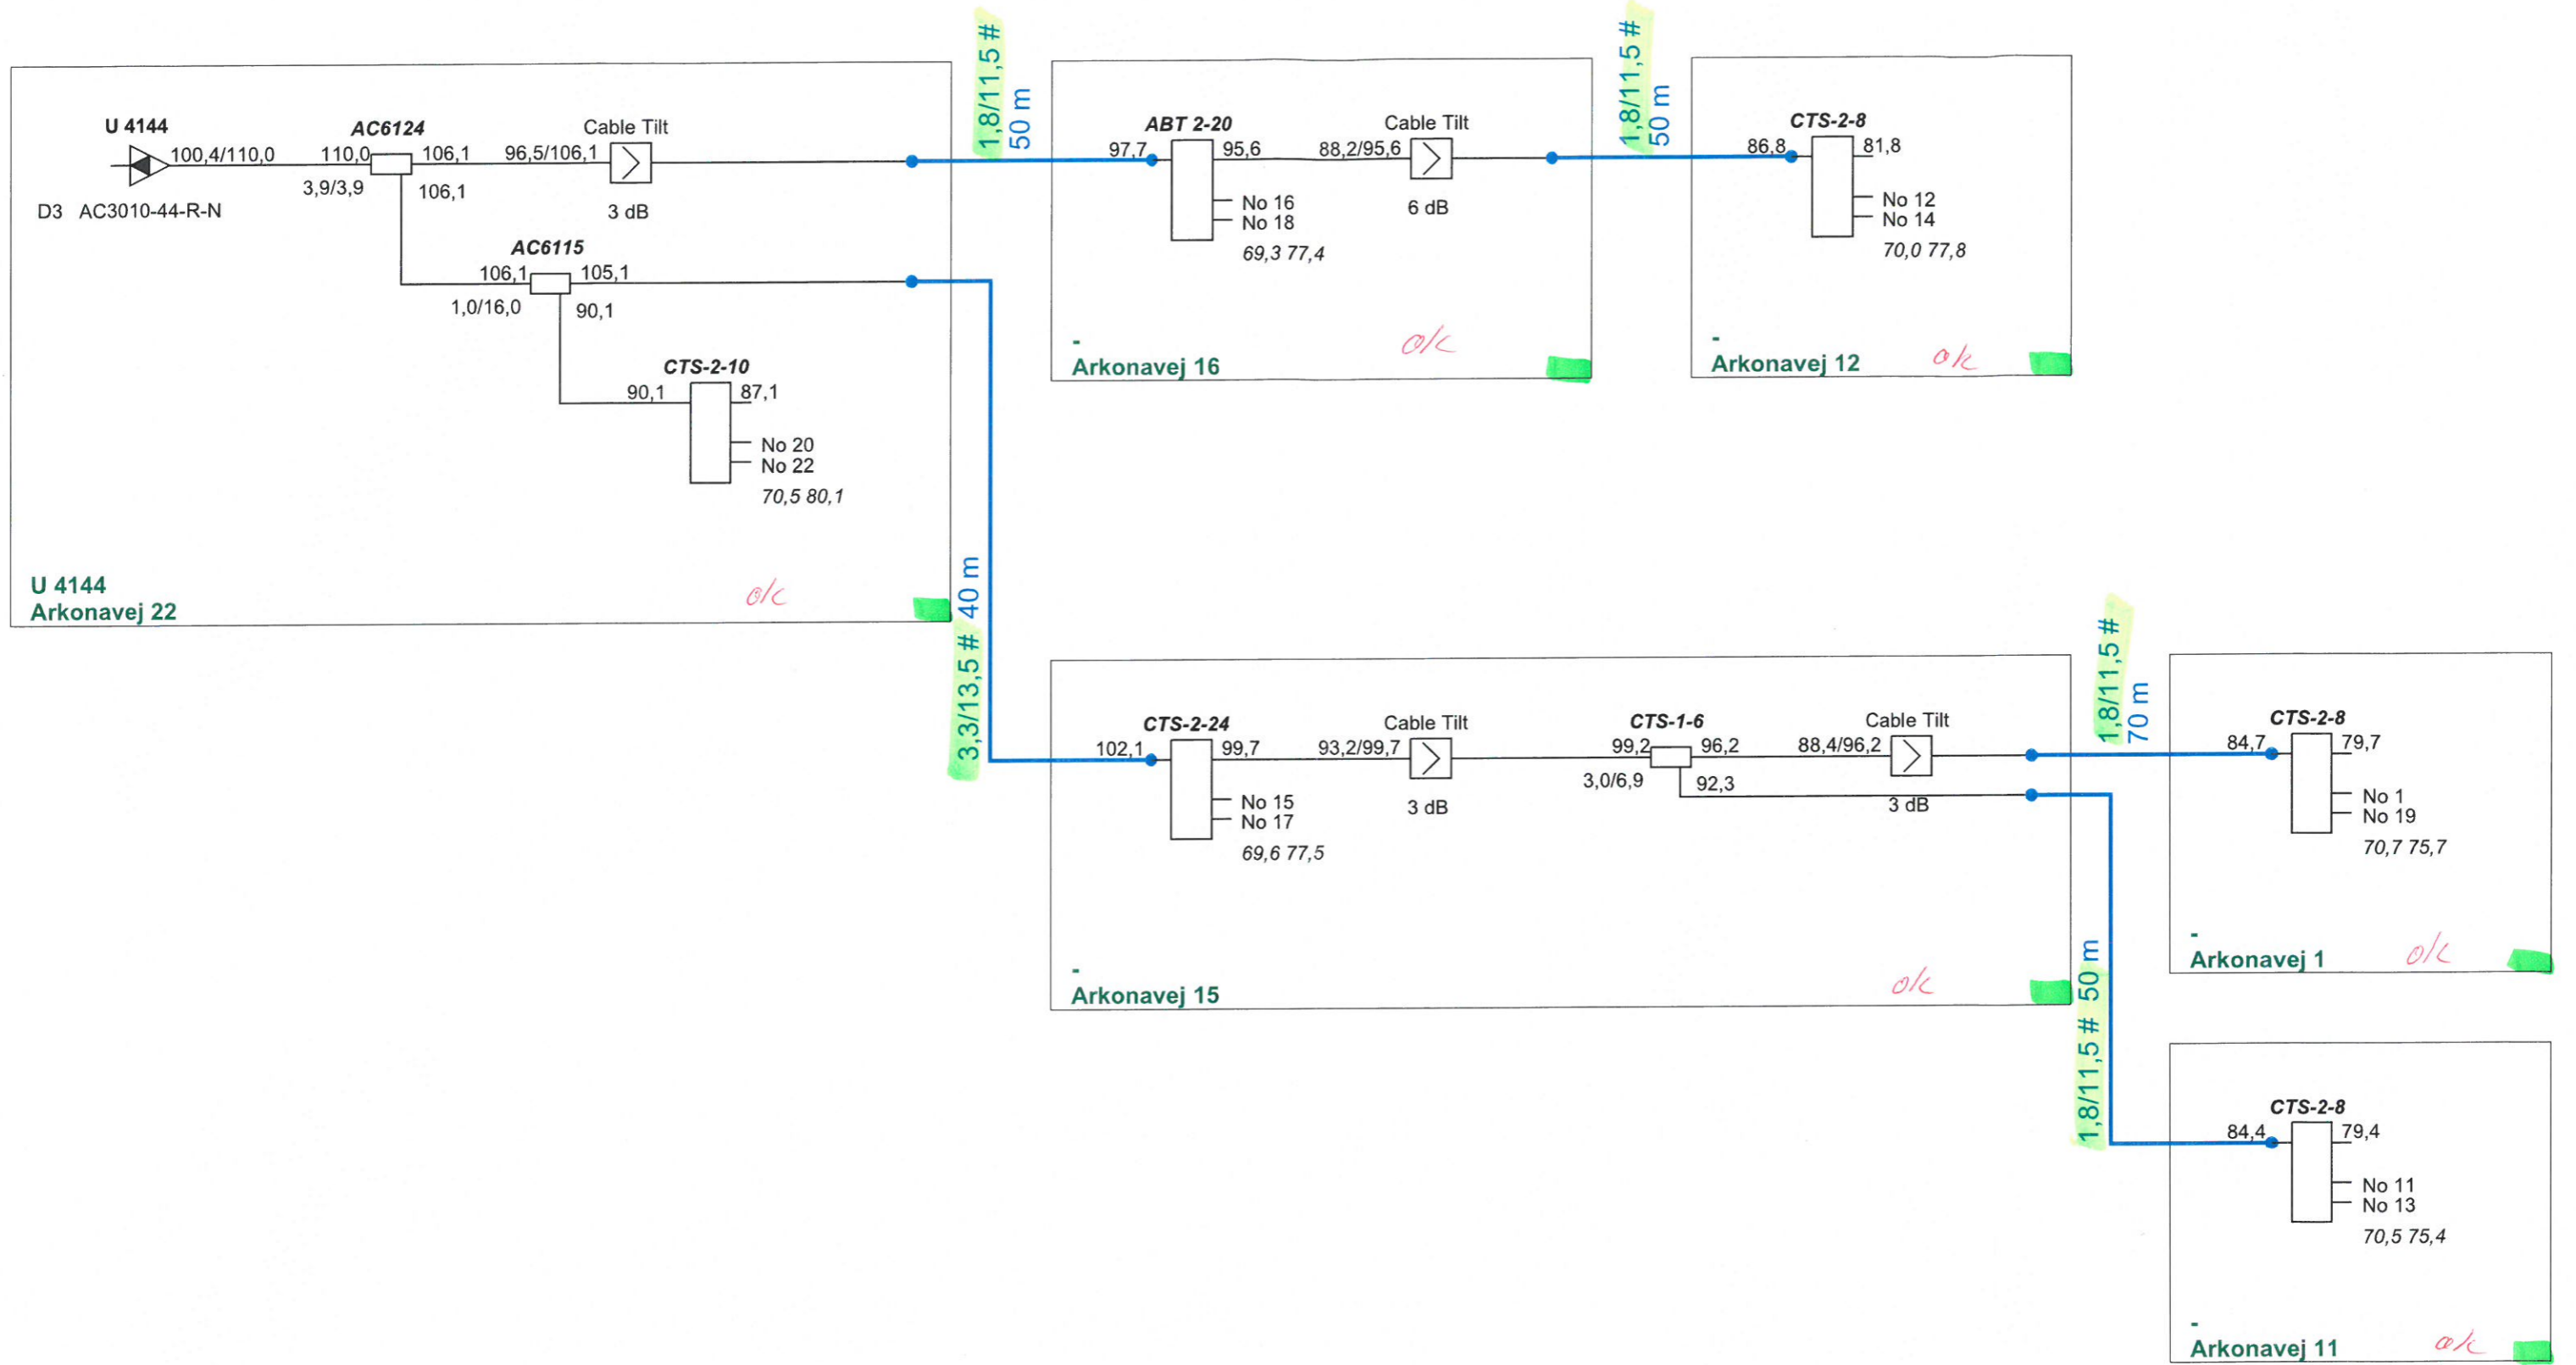 U 4144
100,4/110,0
D3 AC3010-44-R-N
AC6124
110,0
106,1
3,9/3,9
106,1
Cable Tilt
96,5/106,1
3 dB
AC6115
106,1
105,1
1,0/16,0
90,1
CTS-2-10
90,1
87,1
No 20
No 22
70,5 80,1
U 4144
Arkonavej 22
ok
1,8/11,5 #
50 m
ABT 2-20
97,7
95,6
No 16
No 18
69,3 77,4
Cable Tilt
88,2/95,6
6 dB
-
Arkonavej 16
ok
1,8/11,5 #
50 m
CTS-2-8
86,8
81,8
No 12
No 14
70,0 77,8
-
Arkonavej 12
ok
3,3/13,5 # 40 m
CTS-2-24
102,1
99,7
No 15
No 17
69,6 77,5
Cable Tilt
93,2/99,7
3 dB
CTS-1-6
99,2
96,2
3,0/6,9
92,3
Cable Tilt
88,4/96,2
3 dB
-
Arkonavej 15
ok
1,8/11,5 #
70 m
CTS-2-8
84,7
79,7
No 1
No 19
70,7 75,7
-
Arkonavej 1
ok
1,8/11,5 # 50 m
CTS-2-8
84,4
79,4
No 11
No 13
70,5 75,4
-
Arkonavej 11
ok